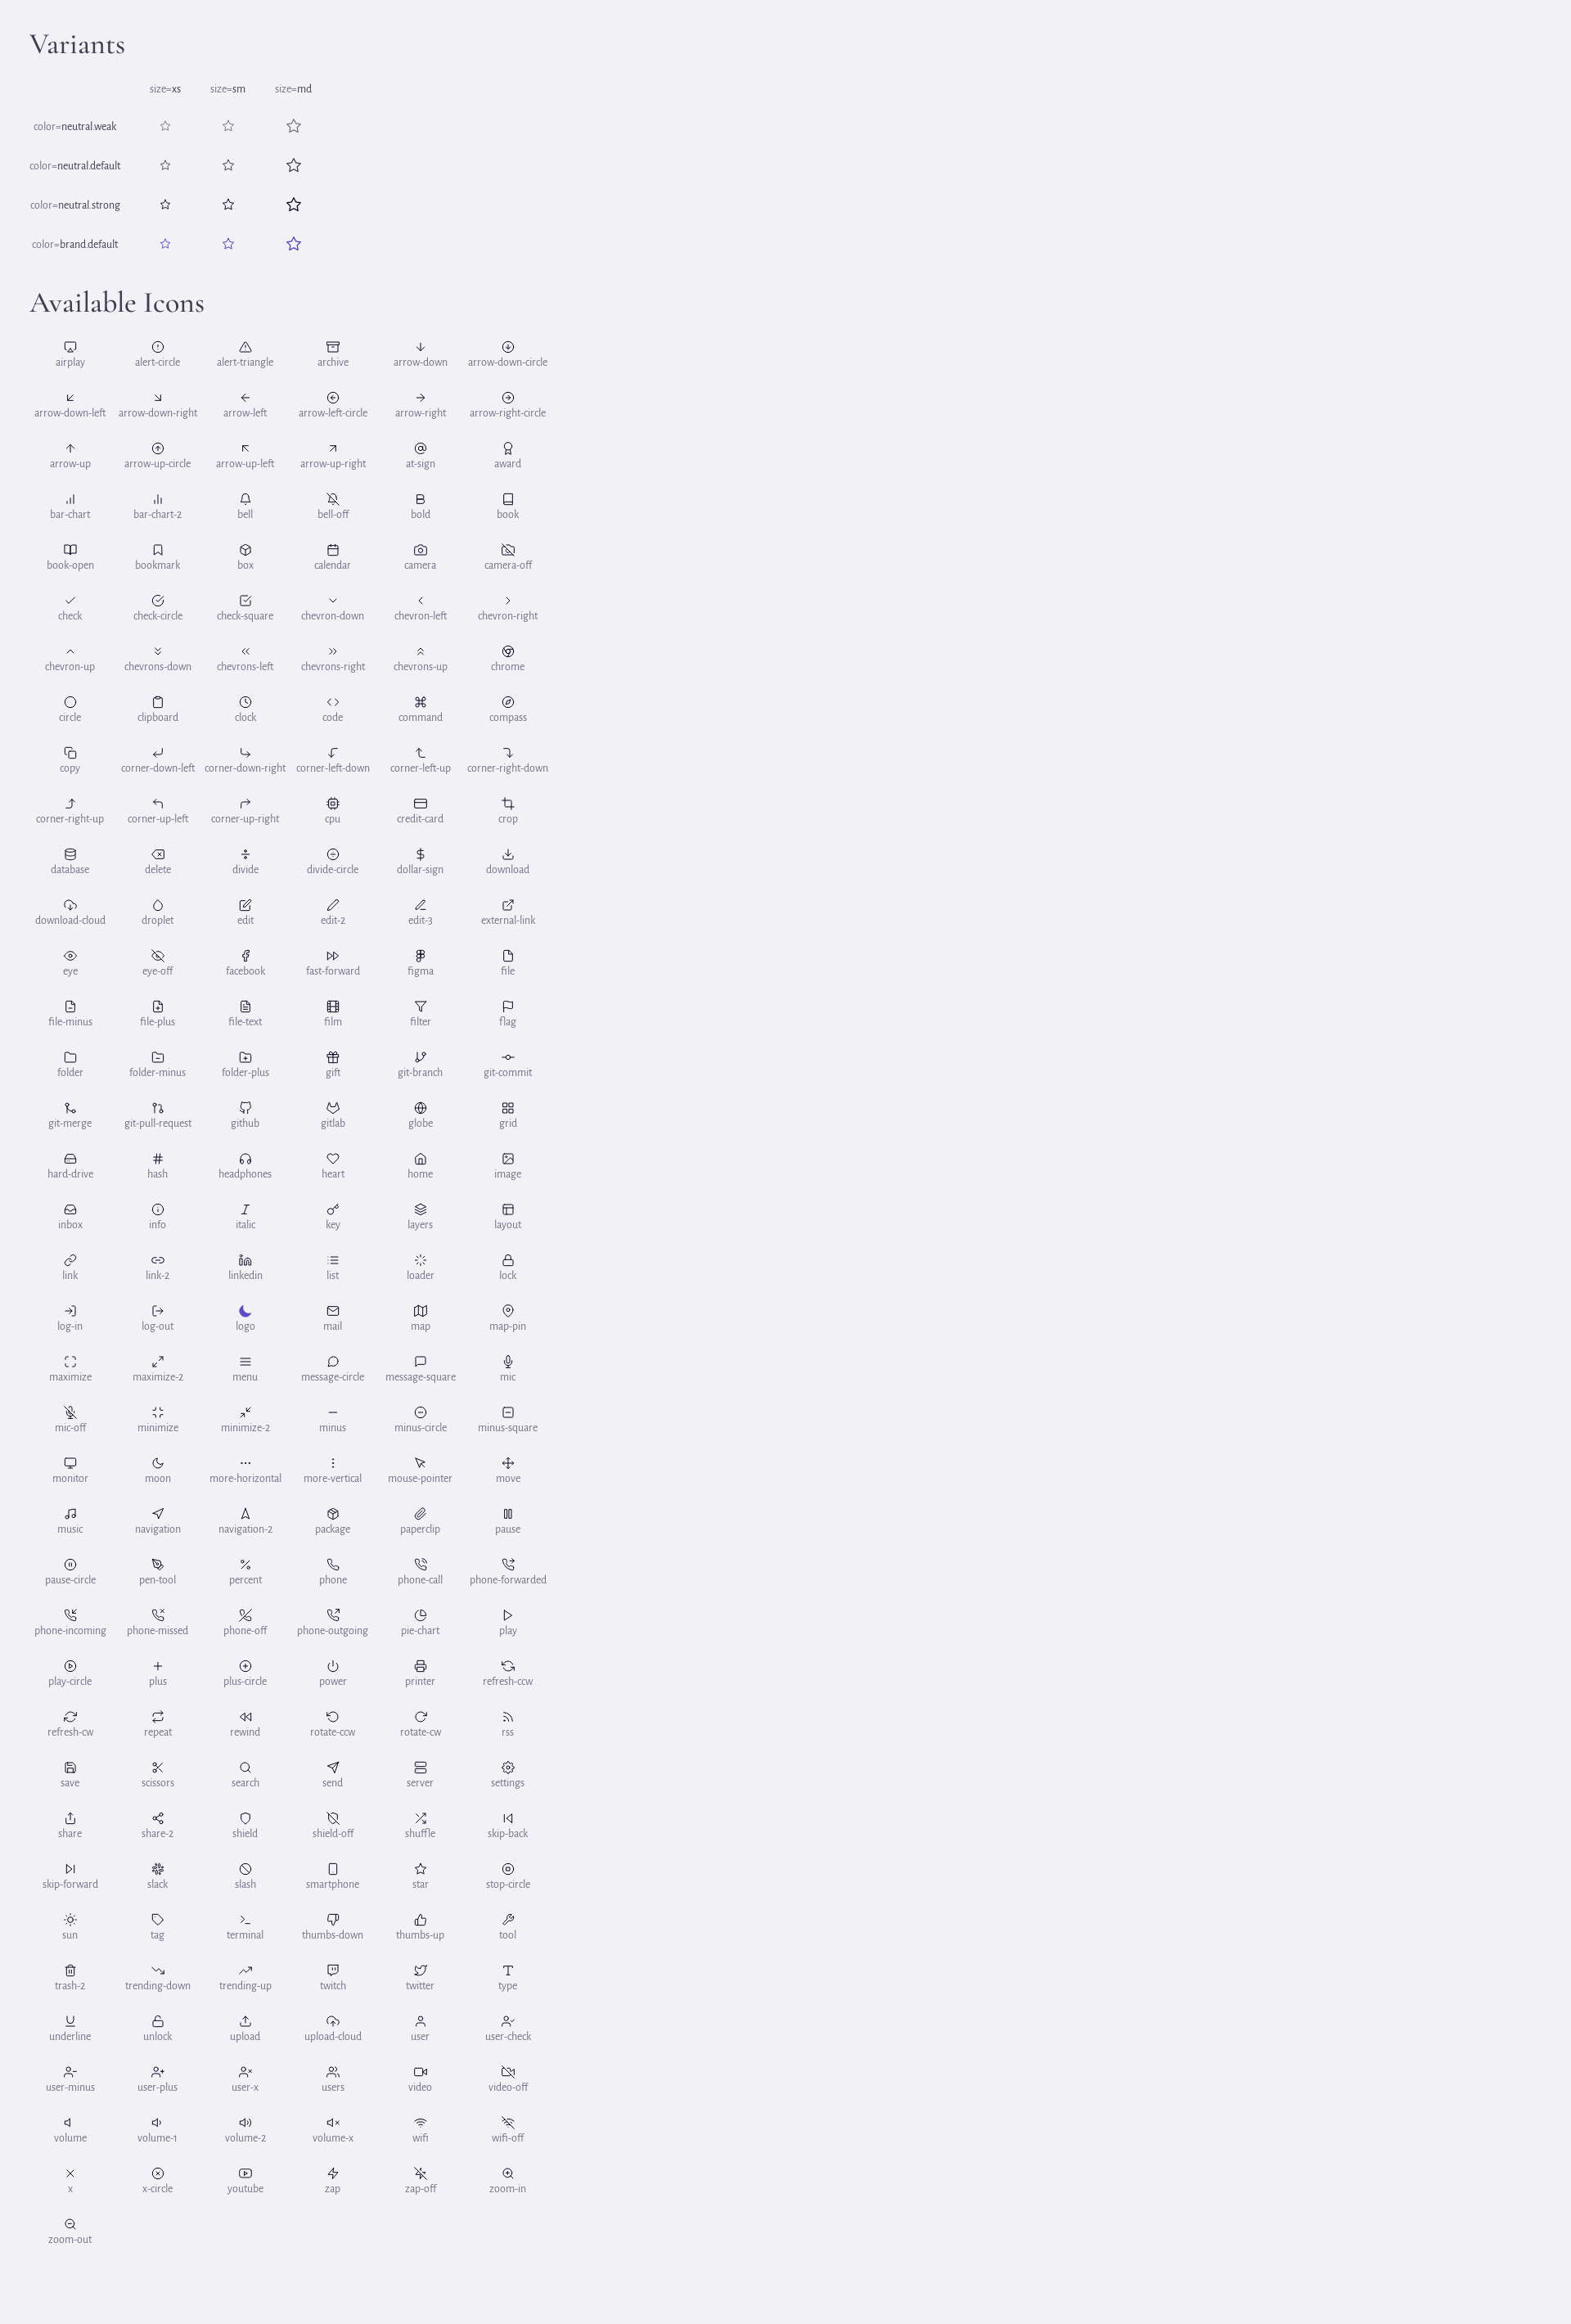 Variants
size=xs size=sm size=md
color=neutral.weak
color=neutral.default
color=neutral.strong
color=brand.default
Available Icons
airplay alert-circle alert-triangle archive arrow-down arrow-down-circle
arrow-down-left arrow-down-right arrow-left arrow-left-circle arrow-right arrow-right-circle
arrow-up arrow-up-circle arrow-up-left arrow-up-right at-sign award
bar-chart bar-chart-2 bell bell-off bold book
book-open bookmark box calendar camera camera-off
check check-circle check-square chevron-down chevron-left chevron-right
chevron-up chevrons-down chevrons-left chevrons-right chevrons-up chrome
circle clipboard clock code command compass
copy corner-down-left corner-down-right corner-left-down corner-left-up corner-right-down
corner-right-up corner-up-left corner-up-right cpu credit-card crop
database delete divide divide-circle dollar-sign download
download-cloud droplet edit edit-2 edit-3 external-link
eye eye-off facebook fast-forward figma file
file-minus file-plus file-text film filter flag
folder folder-minus folder-plus gift git-branch git-commit
git-merge git-pull-request github gitlab globe grid
hard-drive hash headphones heart home image
inbox info italic key layers layout
link link-2 linkedin list loader lock
log-in log-out logo mail map map-pin
maximize maximize-2 menu message-circle message-square mic
mic-off minimize minimize-2 minus minus-circle minus-square
monitor moon more-horizontal more-vertical mouse-pointer move
music navigation navigation-2 package paperclip pause
pause-circle pen-tool percent phone phone-call phone-forwarded
phone-incoming phone-missed phone-off phone-outgoing pie-chart play
play-circle plus plus-circle power printer refresh-ccw
refresh-cw repeat rewind rotate-ccw rotate-cw rss
save scissors search send server settings
share share-2 shield shield-off shuffle skip-back
skip-forward slack slash smartphone star stop-circle
sun tag terminal thumbs-down thumbs-up tool
trash-2 trending-down trending-up twitch twitter type
underline unlock upload upload-cloud user user-check
user-minus user-plus user-x users video video-off
volume volume-1 volume-2 volume-x wifi wifi-off
x x-circle youtube zap zap-off zoom-in
zoom-out